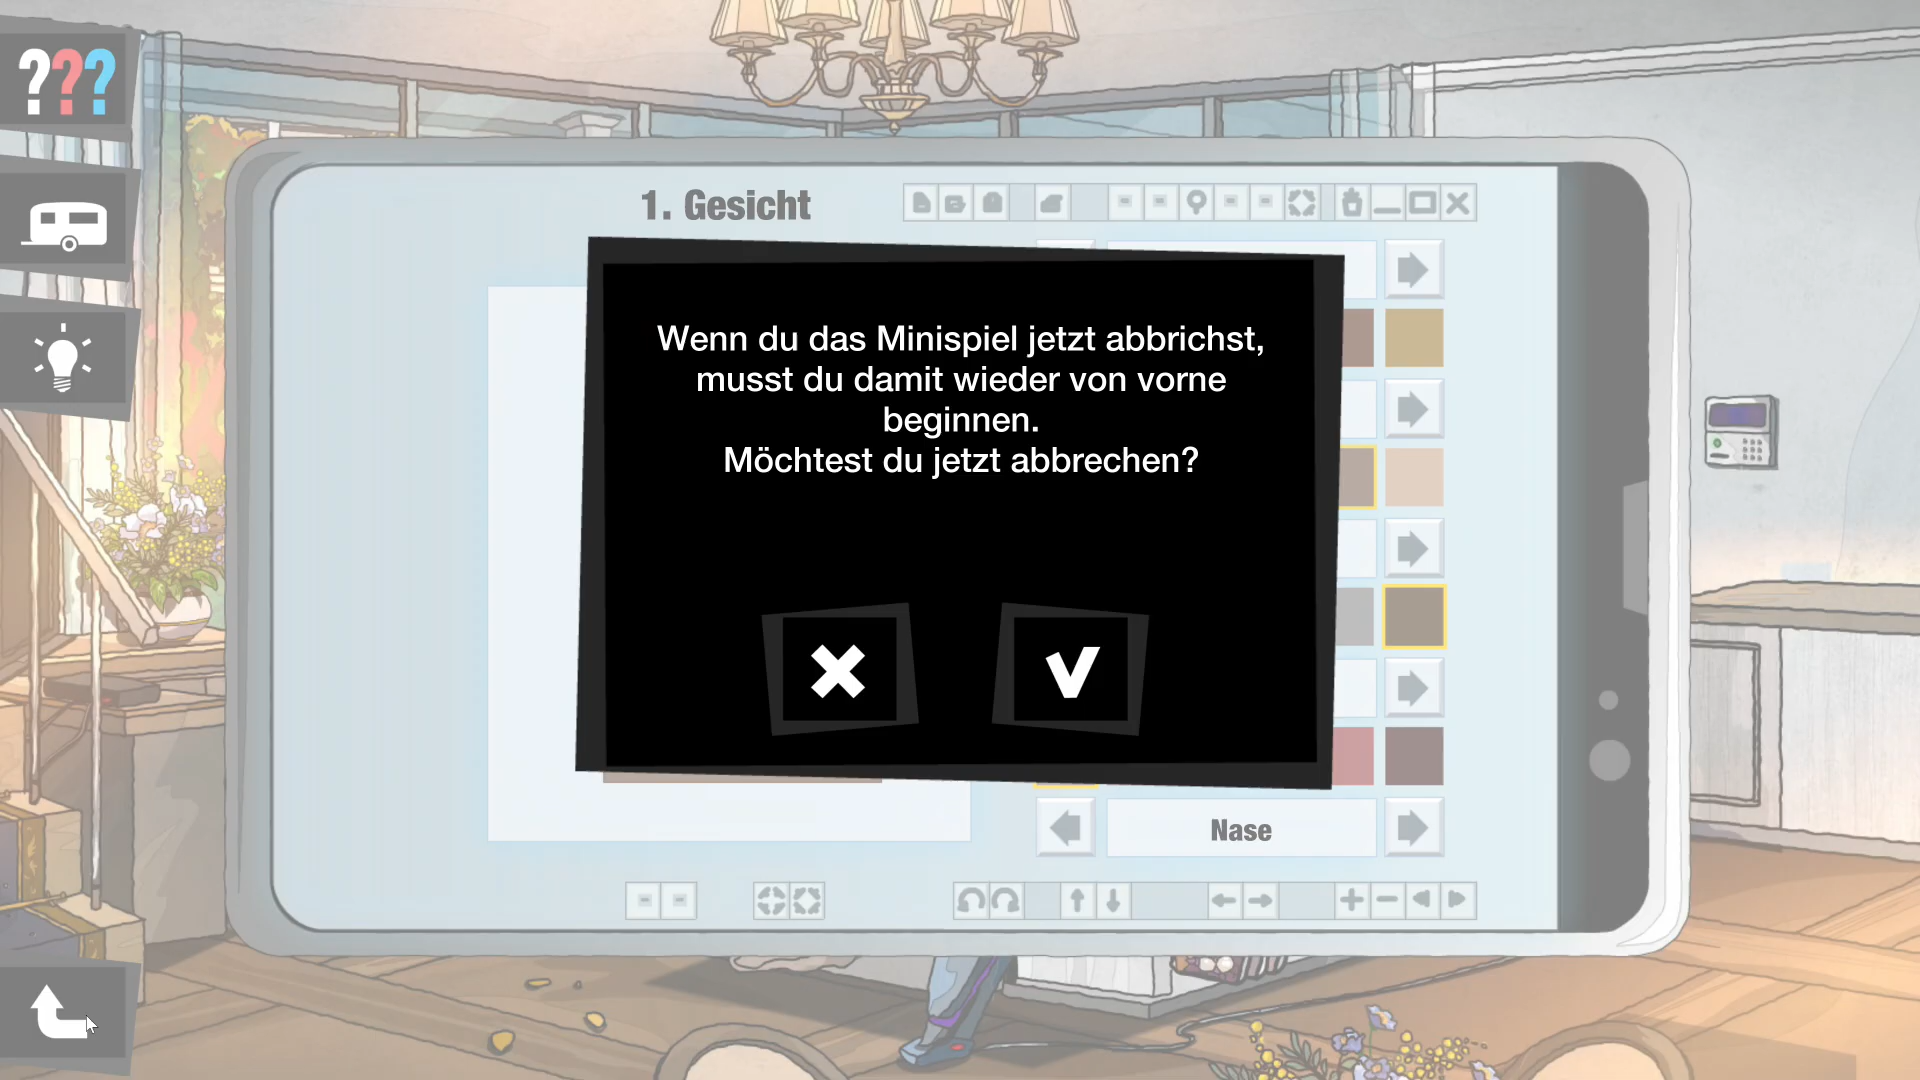 ???
1. Gesicht
Wenn du das Minispiel jetzt abbrichst,
musst du damit wieder von vorne
beginnen.
Möchtest du jetzt abbrechen?
Nase